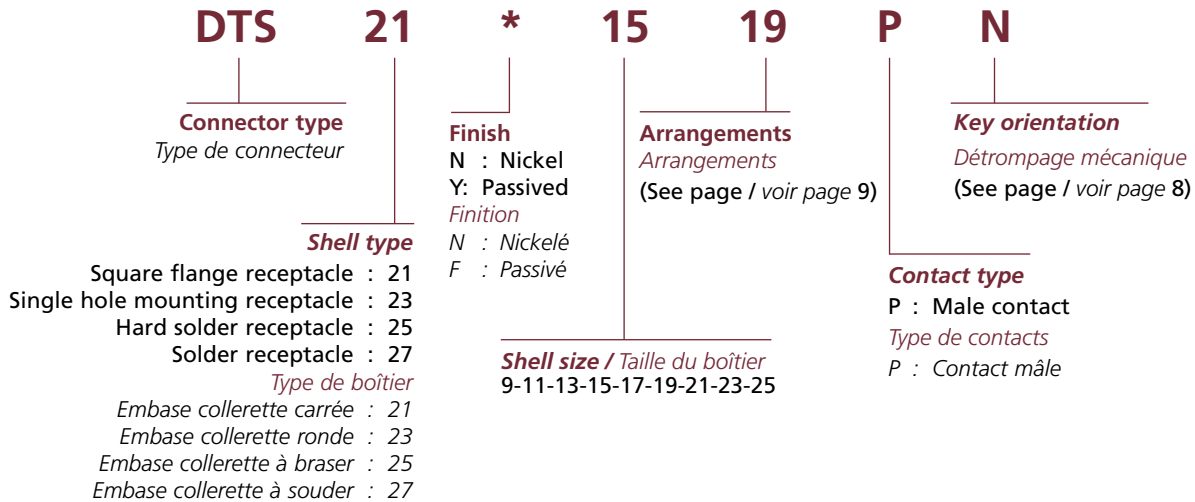 DTS 21 * 15 19 P N
Connector type
Type de connecteur
Shell type
Square flange receptacle : 21
Single hole mounting receptacle : 23
Hard solder receptacle : 25
Solder receptacle : 27
Type de boîtier
Embase collerette carrée : 21
Embase collerette ronde : 23
Embase collerette à braser : 25
Embase collerette à souder : 27
Finish
N : Nickel
Y: Passived
Finition
N : Nickelé
F : Passivé
Shell size / Taille du boîtier
9-11-13-15-17-19-21-23-25
Arrangements
Arrangements
(See page / voir page 9)
Contact type
P : Male contact
Type de contacts
P : Contact mâle
Key orientation
Détrompage mécanique
(See page / voir page 8)